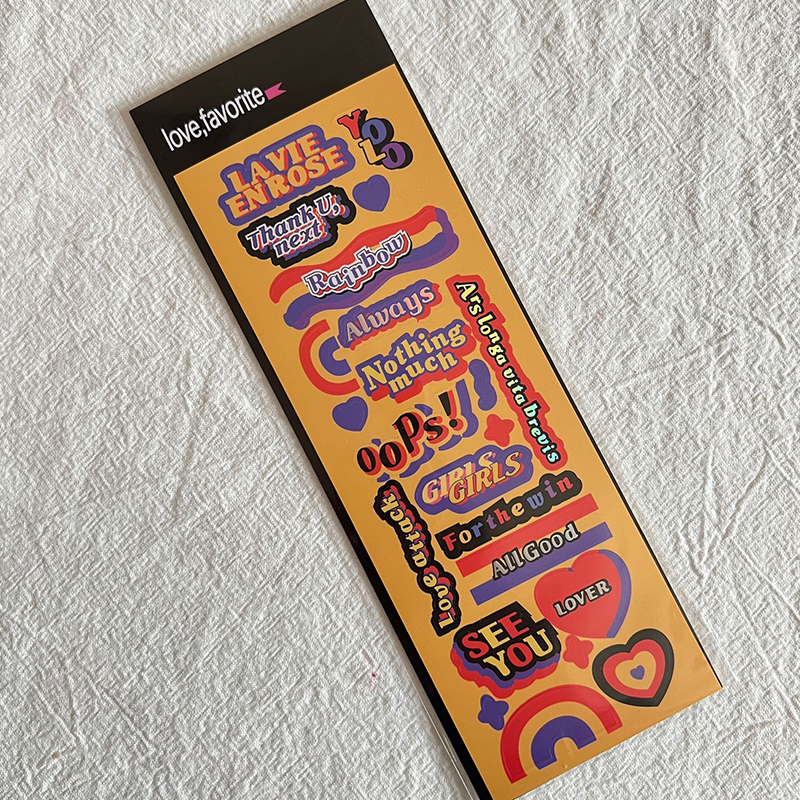 love,favorite
LA VIE
EN ROSE
YOLO
Thank U,
next
Rainbow
Always
Nothing
much
Ars longa vita brevis
OOPs!
GIRLS
GIRLS
Love attack
For the win
All Good
LOVER
SEE
YOU